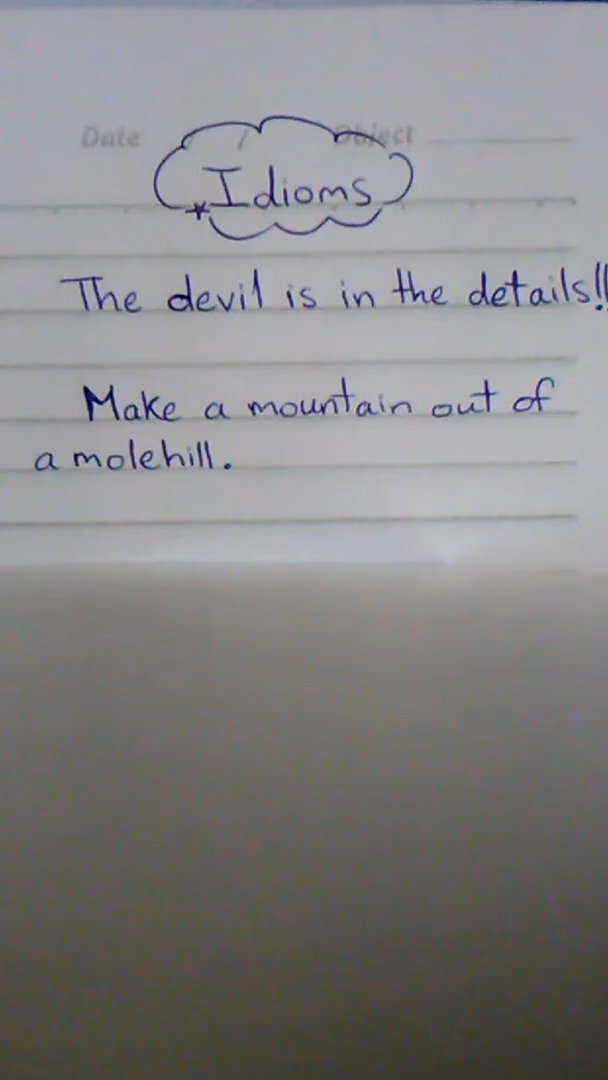 Date / / Object
* Idioms
The devil is in the details!!
Make a mountain out of
a molehill.